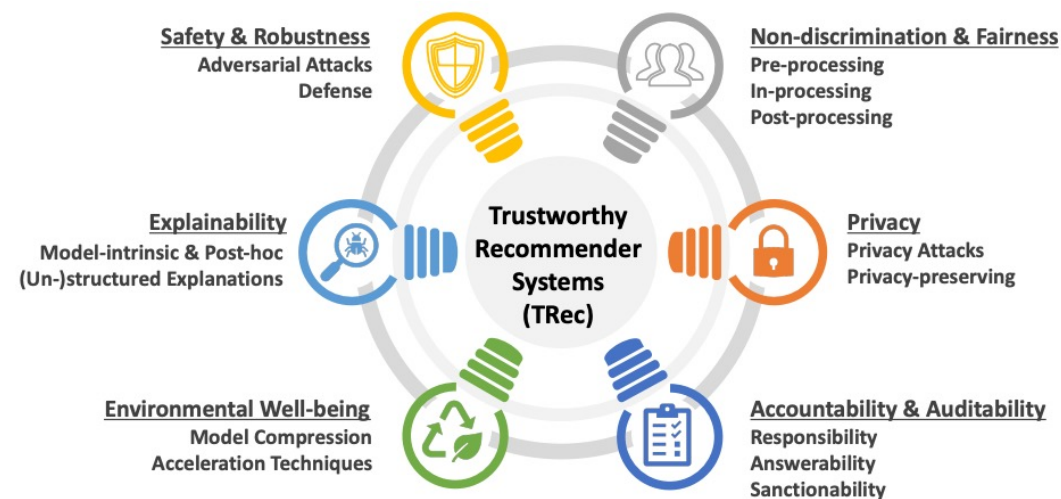 Safety & Robustness
Adversarial Attacks
Defense
Non-discrimination & Fairness
Pre-processing
In-processing
Post-processing
Explainability
Model-intrinsic & Post-hoc
(Un-)structured Explanations
Trustworthy
Recommender
Systems
(TRec)
Privacy
Privacy Attacks
Privacy-preserving
Environmental Well-being
Model Compression
Acceleration Techniques
Accountability & Auditability
Responsibility
Answerability
Sanctionability